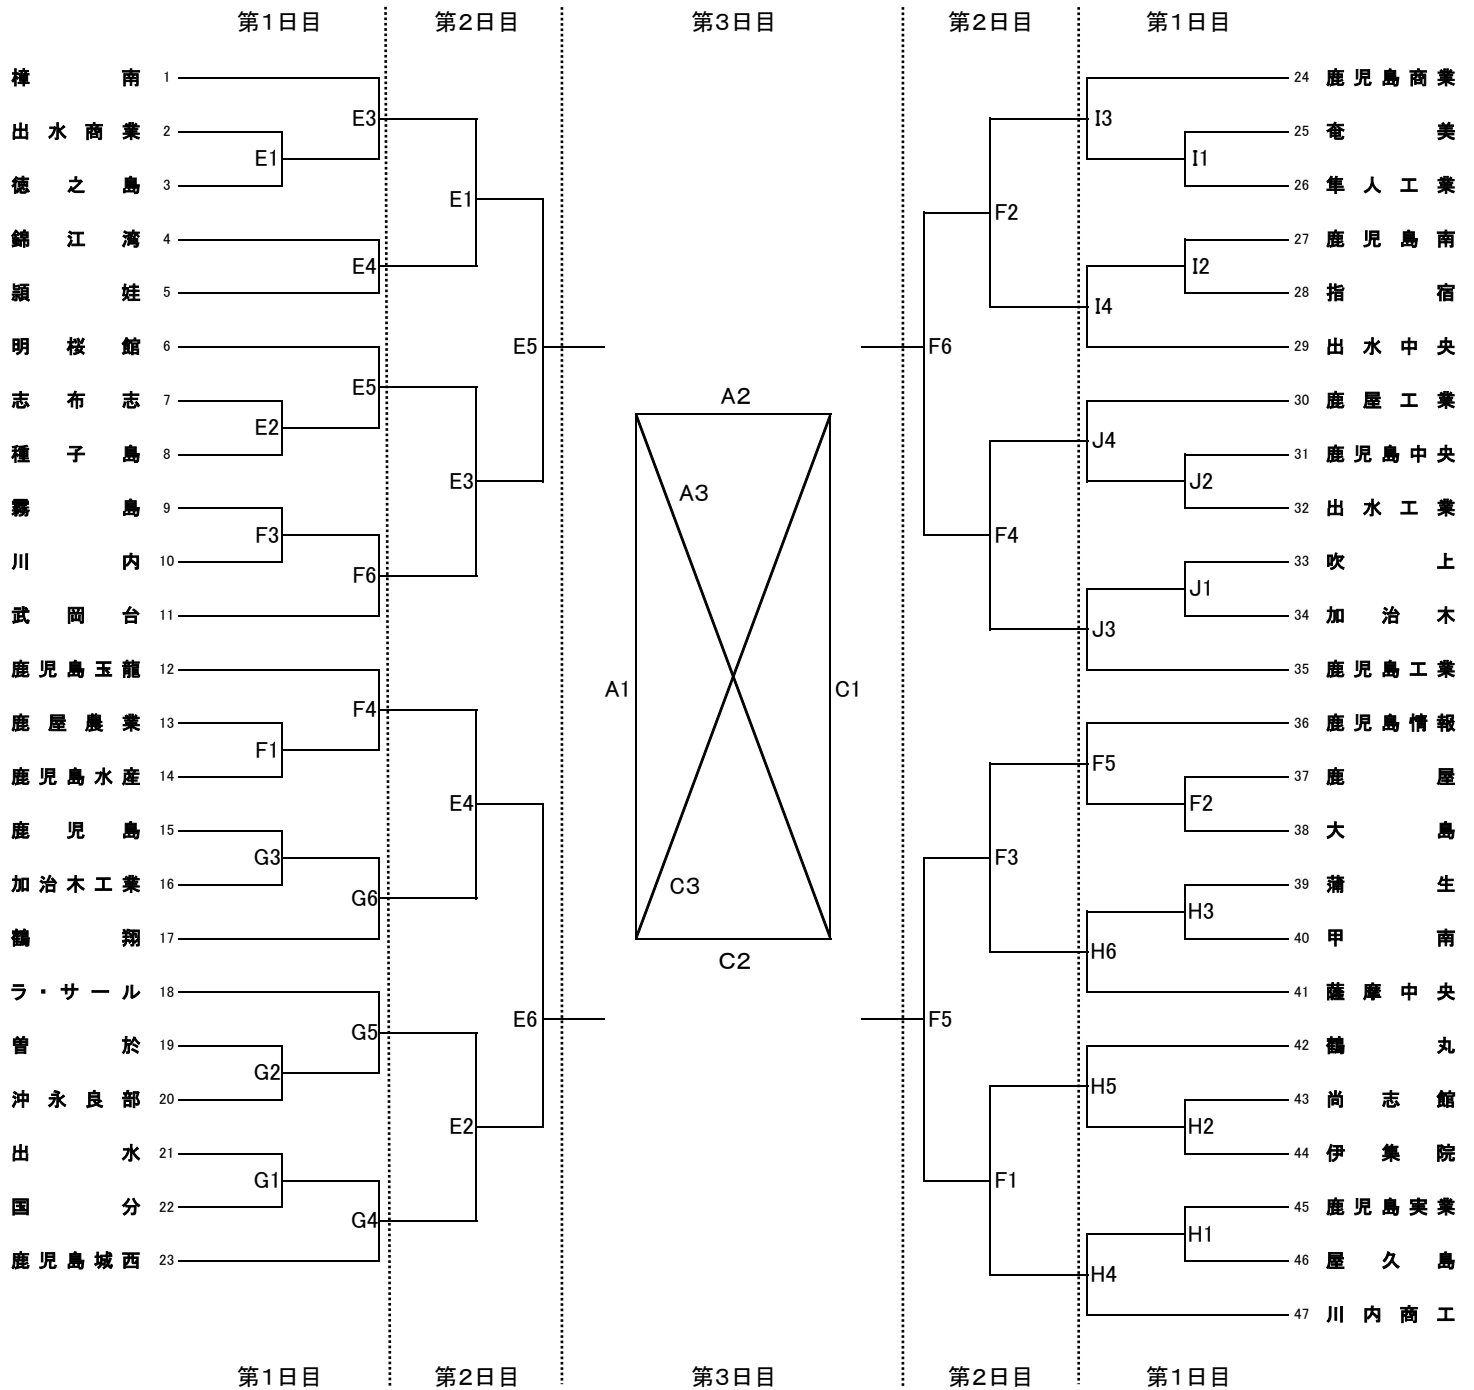 第1日目 第2日目 第3日目 第2日目 第1日目
樟南 1 24 鹿児島商業
E3 I3
出水商業 2 25 奄美
E1 I1
徳之島 3 26 隼人工業
E1 F2
錦江湾 4 27 鹿児島南
E4 I2
頴娃 5 28 指宿
I4
明桜館 6 E5 F6 29 出水中央
E5 A2
志布志 7 30 鹿屋工業
E2 J4
種子島 8 31 鹿児島中央
E3 A3 J2
霧島 9 32 出水工業
F3 F4
川内 10 33 吹上
F6 J1
武岡台 11 34 加治木
J3
鹿児島玉龍 12 35 鹿児島工業
F4 A1 C1
鹿屋農業 13 36 鹿児島情報
F1 F5
鹿児島水産 14 37 鹿屋
E4 F2
鹿児島 15 38 大島
G3 F3
加治木工業 16 C3 39 蒲生
G6 H3
鶴翔 17 40 甲南
C2 H6
ラ・サール 18 41 薩摩中央
G5 E6 F5
曽於 19 42 鶴丸
G2 H5
沖永良部 20 43 尚志館
E2 H2
出水 21 44 伊集院
G1 F1
国分 22 45 鹿児島実業
G4 H1
鹿児島城西 23 46 屋久島
H4
47 川内商工
第1日目 第2日目 第3日目 第2日目 第1日目